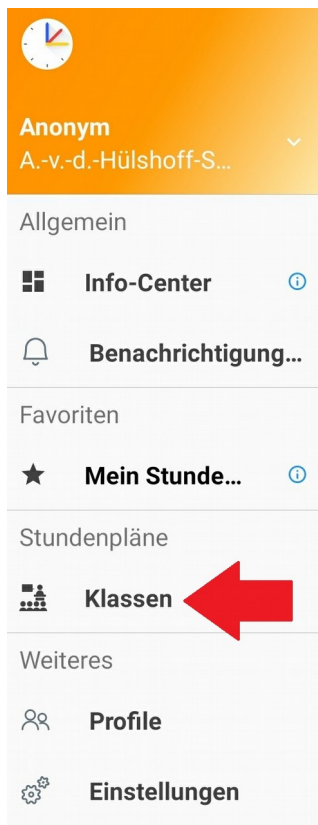 Anonym
A.-v.-d.-Hülshoff-S...
Allgemein
Info-Center
Benachrichtigung...
Favoriten
Mein Stunde...
Stundenpläne
Klassen
Weiteres
Profile
Einstellungen